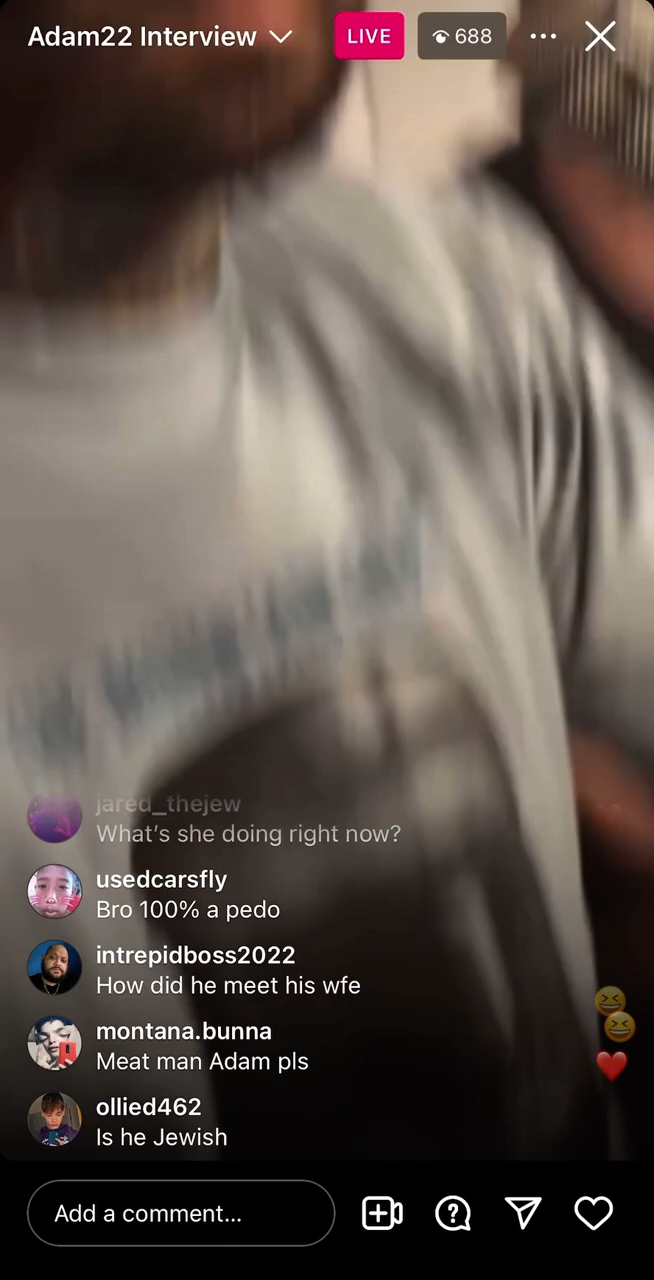 Adam22 Interview
LIVE
688
jared_thejew
What's she doing right now?
usedcarsfly
Bro 100% a pedo
intrepidboss2022
How did he meet his wfe
montana.bunna
Meat man Adam pls
ollied462
Is he Jewish
Add a comment...